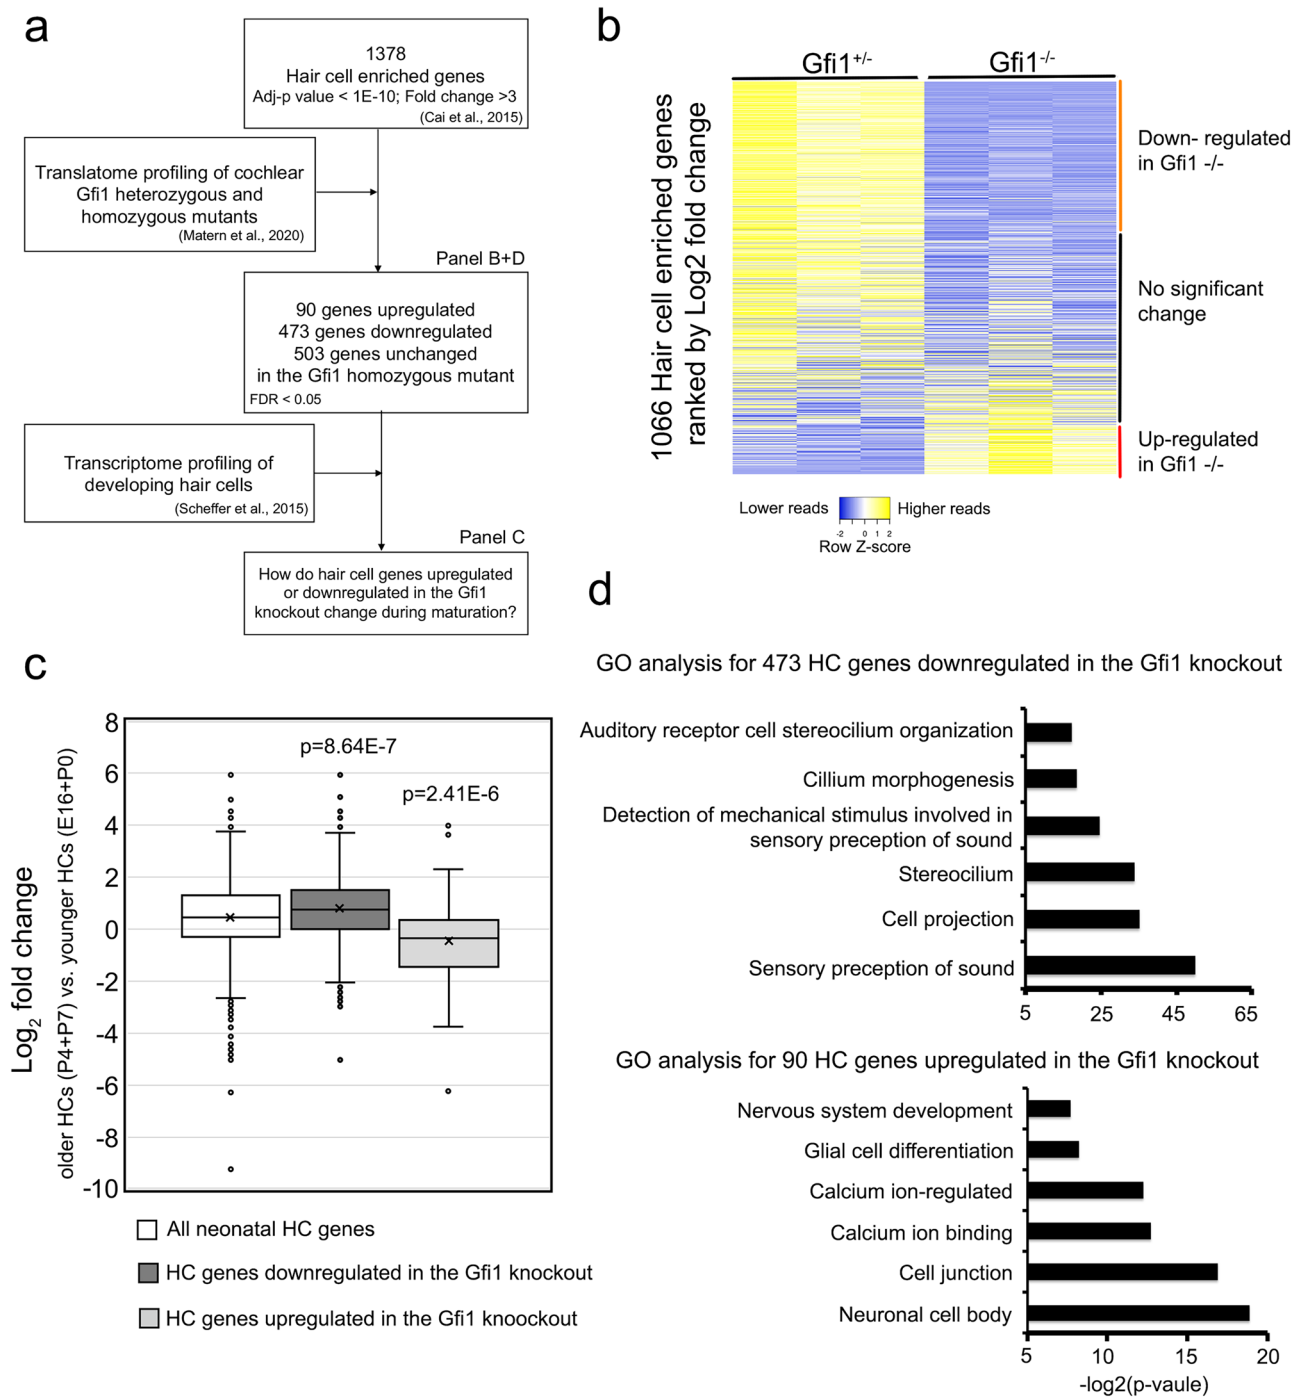 a
1378
Hair cell enriched genes
Adj-p value < 1E-10; Fold change >3
(Cai et al., 2015)
Translatome profiling of cochlear
Gfi1 heterozygous and
homozygous mutants
(Matern et al., 2020)
Panel B+D
90 genes upregulated
473 genes downregulated
503 genes unchanged
in the Gfi1 homozygous mutant
FDR < 0.05
Transcriptome profiling of
developing hair cells
(Scheffer et al., 2015)
Panel C
How do hair cell genes upregulated
or downregulated in the Gfi1
knockout change during maturation?
b
Gfi1+/-
Gfi1-/-
1066 Hair cell enriched genes
ranked by Log2 fold change
Down- regulated
in Gfi1 -/-
No significant
change
Up-regulated
in Gfi1 -/-
Lower reads
Higher reads
-2 0 1 2
Row Z-score
c
Log2 fold change
older HCs (P4+P7) vs. younger HCs (E16+P0)
8
6
4
2
0
-2
-4
-6
-8
-10
p=8.64E-7
p=2.41E-6
All neonatal HC genes
HC genes downregulated in the Gfi1 knockout
HC genes upregulated in the Gfi1 knoockout
d
GO analysis for 473 HC genes downregulated in the Gfi1 knockout
Auditory receptor cell stereocilium organization
Cillium morphogenesis
Detection of mechanical stimulus involved in
sensory preception of sound
Stereocilium
Cell projection
Sensory preception of sound
5 25 45 65
GO analysis for 90 HC genes upregulated in the Gfi1 knockout
Nervous system development
Glial cell differentiation
Calcium ion-regulated
Calcium ion binding
Cell junction
Neuronal cell body
5 10 15 20
-log2(p-vaule)